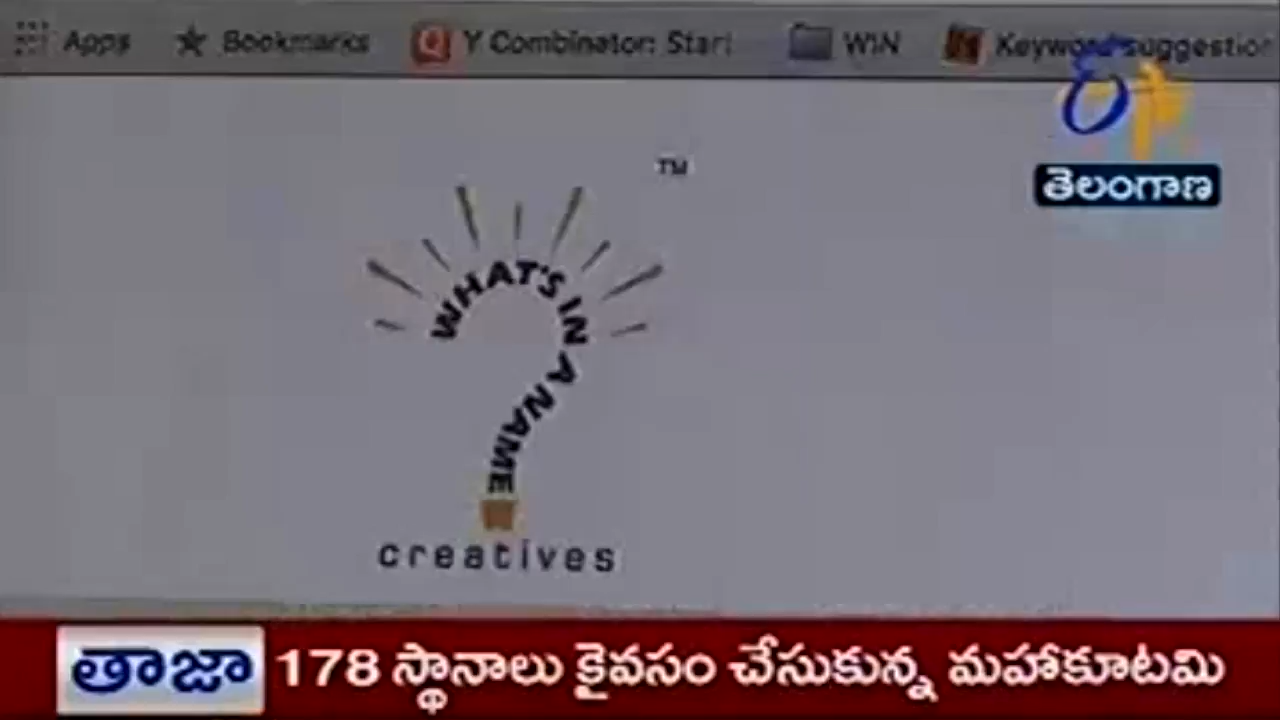 Apps
Bookmarks
Y Combinator: Start
WIN
Keyword suggestion
తెలంగాణ
TM
WHAT'S IN A NAME
creatives
తాజా
178 స్థానాలు కైవసం చేసుకున్న మహాకూటమి